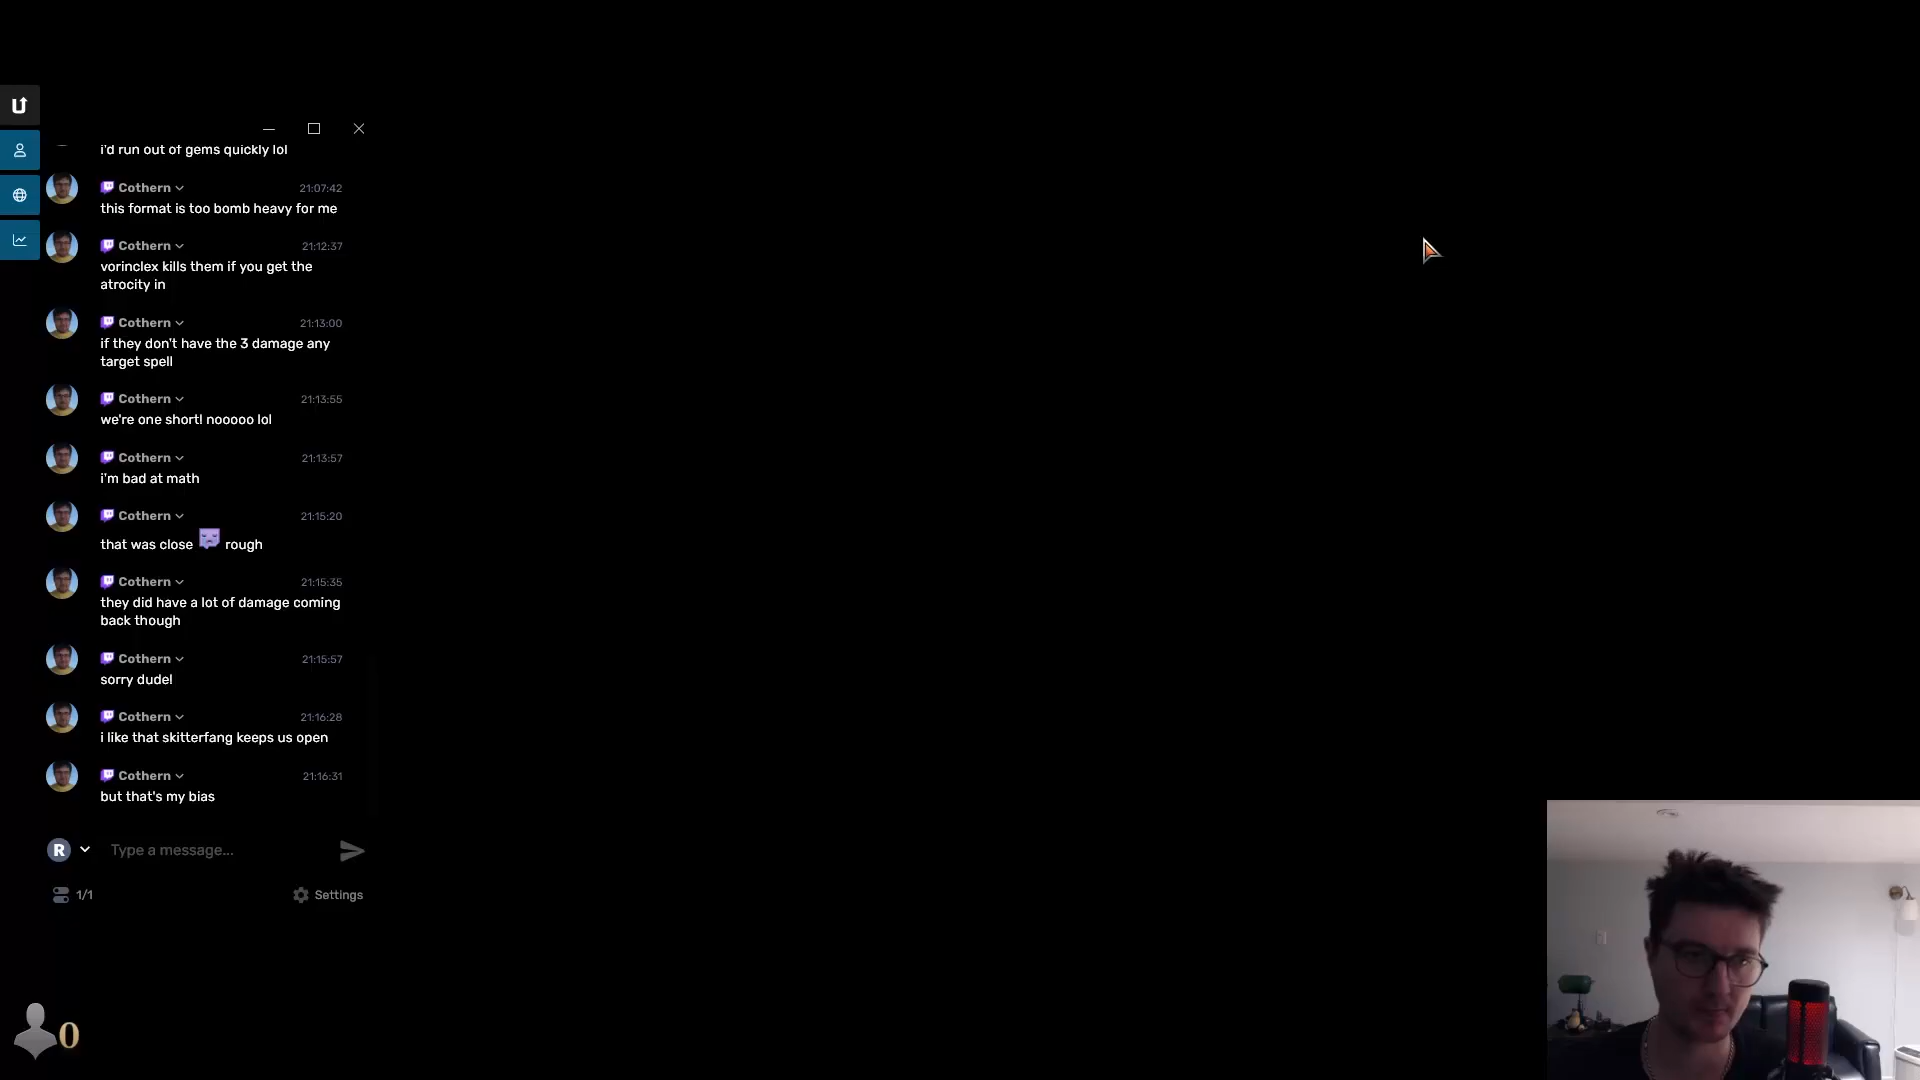 i'd run out of gems quickly lol
Cothern 21:07:42
this format is too bomb heavy for me
Cothern 21:12:37
vorinclex kills them if you get the
atrocity in
Cothern 21:13:00
if they don't have the 3 damage any
target spell
Cothern 21:13:55
we're one short! nooooo lol
Cothern 21:13:57
i'm bad at math
Cothern 21:15:20
that was close rough
Cothern 21:15:35
they did have a lot of damage coming
back though
Cothern 21:15:57
sorry dude!
Cothern 21:16:28
i like that skitterfang keeps us open
Cothern 21:16:31
but that's my bias
R Type a message...
1/1 Settings
0